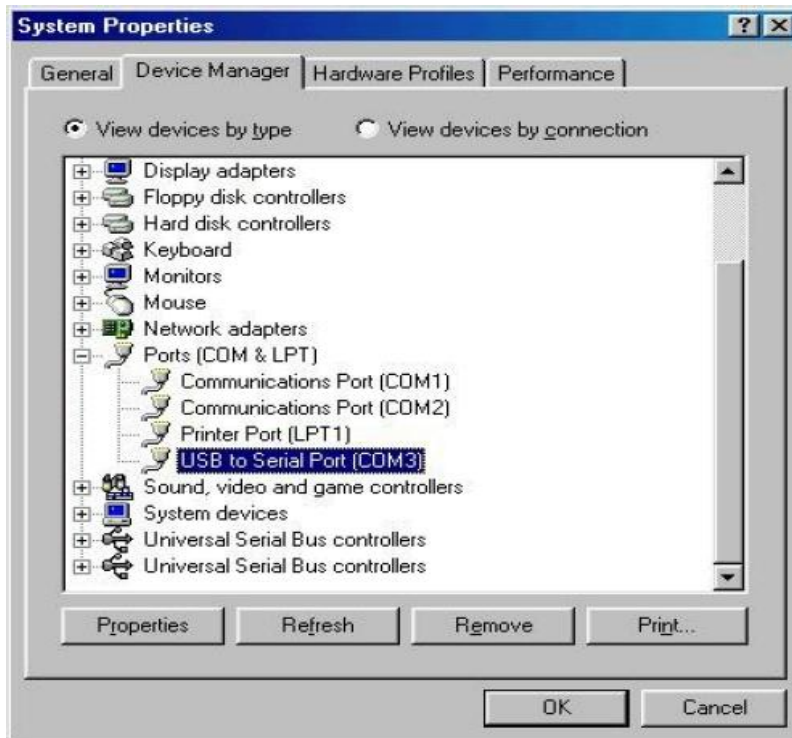 System Properties
General Device Manager Hardware Profiles Performance
View devices by type View devices by connection
Display adapters
Floppy disk controllers
Hard disk controllers
Keyboard
Monitors
Mouse
Network adapters
Ports (COM & LPT)
Communications Port (COM1)
Communications Port (COM2)
Printer Port (LPT1)
USB to Serial Port (COM3)
Sound, video and game controllers
System devices
Universal Serial Bus controllers
Universal Serial Bus controllers
Properties Refresh Remove Print...
OK Cancel